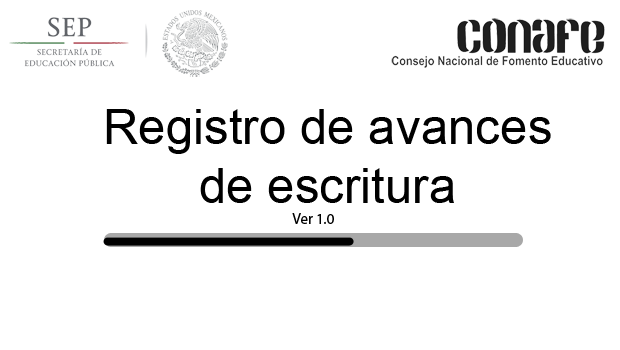 SEP
SECRETARÍA DE
EDUCACIÓN PÚBLICA
ESTADOS UNIDOS MEXICANOS
conafe
Consejo Nacional de Fomento Educativo
Registro de avances
de escritura
Ver 1.0